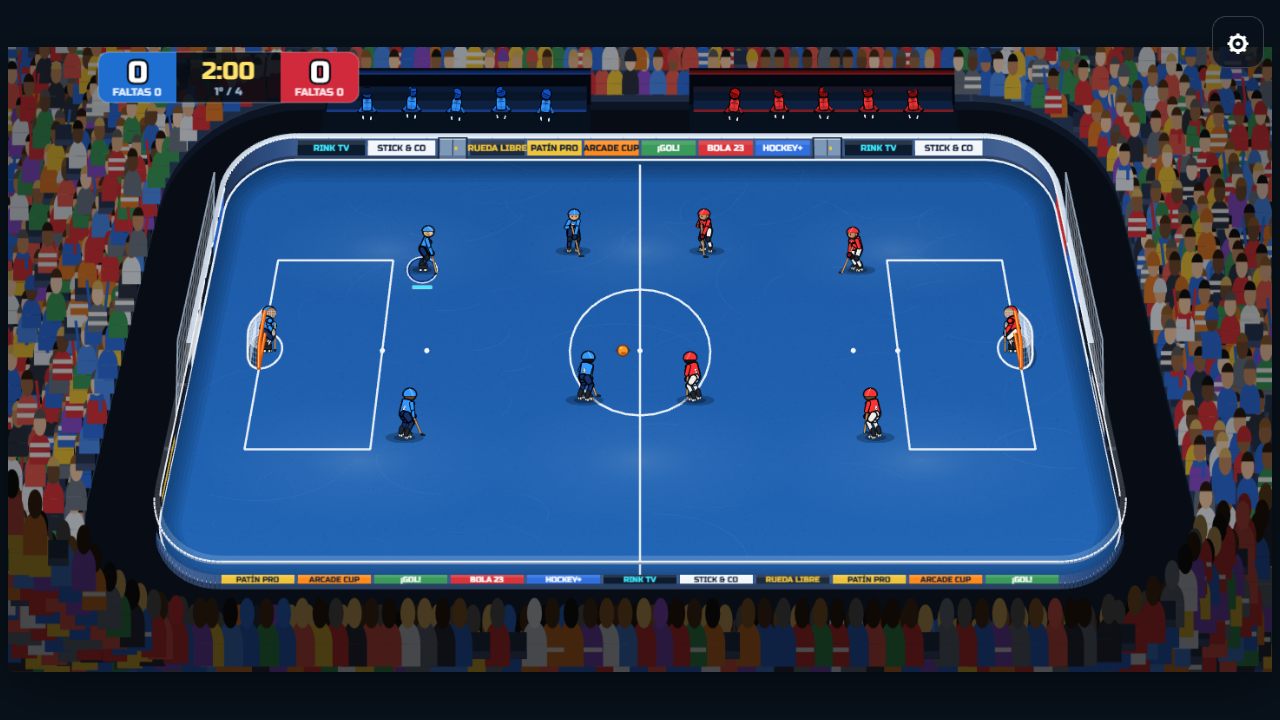 0 2:00 0
FALTAS 0 1º / 4 FALTAS 0
RINK TV STICK & CO RUEDA LIBRE PATÍN PRO ARCADE CUP ¡GOL! BOLA 23 HOCKEY+ RINK TV STICK & CO
PATÍN PRO ARCADE CUP ¡GOL! BOLA 23 HOCKEY+ RINK TV STICK & CO RUEDA LIBRE PATÍN PRO ARCADE CUP ¡GOL!